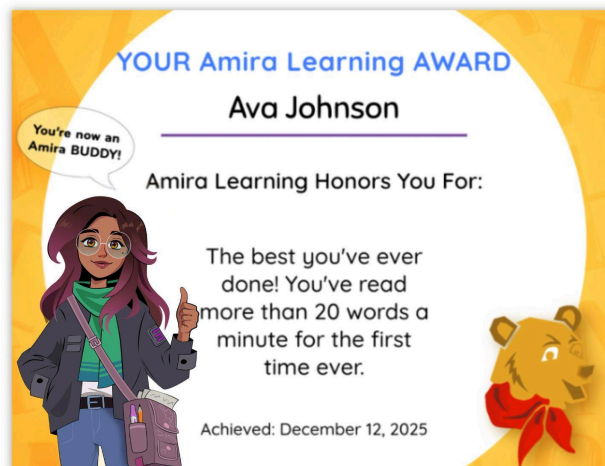 YOUR Amira Learning AWARD
Ava Johnson
You're now an
Amira BUDDY!
Amira Learning Honors You For:
The best you've ever
done! You've read
more than 20 words a
minute for the first
time ever.
Achieved: December 12, 2025